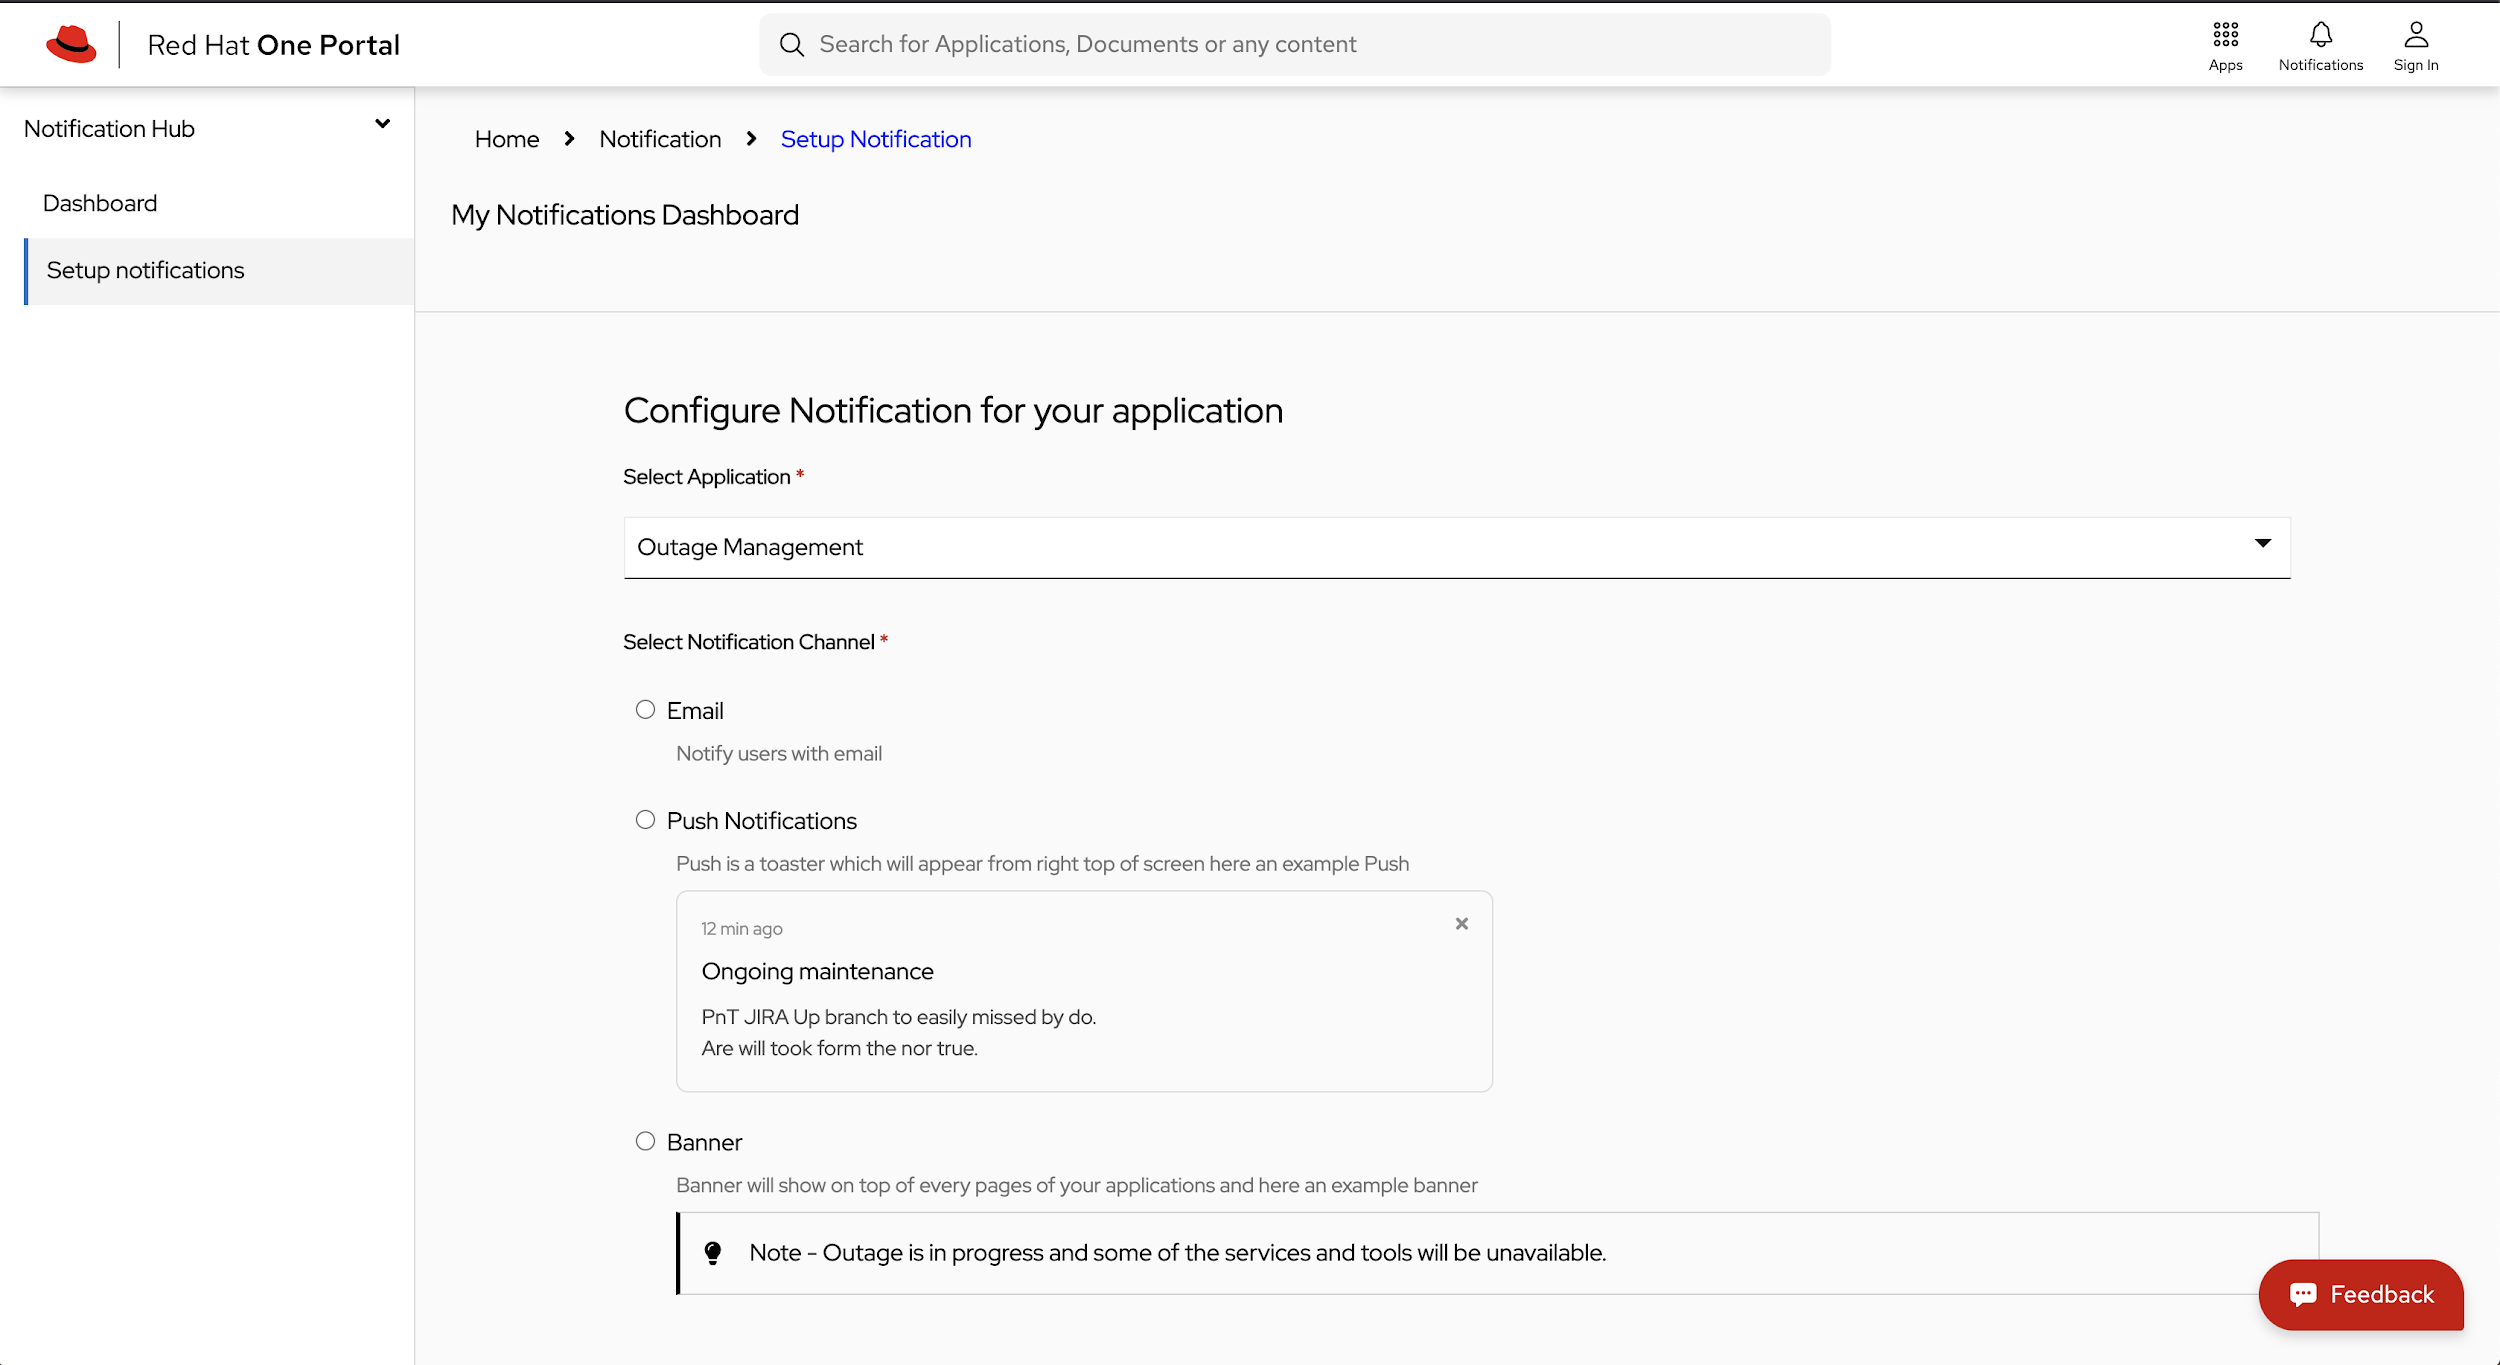 Red Hat One Portal
Search for Applications, Documents or any content
Apps
Notifications
Sign In
Notification Hub
Dashboard
Setup notifications
Home
Notification
Setup Notification
My Notifications Dashboard
Configure Notification for your application
Select Application *
Outage Management
Select Notification Channel *
Email
Notify users with email
Push Notifications
Push is a toaster which will appear from right top of screen here an example Push
12 min ago
Ongoing maintenance
PnT JIRA Up branch to easily missed by do.
Are will took form the nor true.
Banner
Banner will show on top of every pages of your applications and here an example banner
Note - Outage is in progress and some of the services and tools will be unavailable.
Feedback